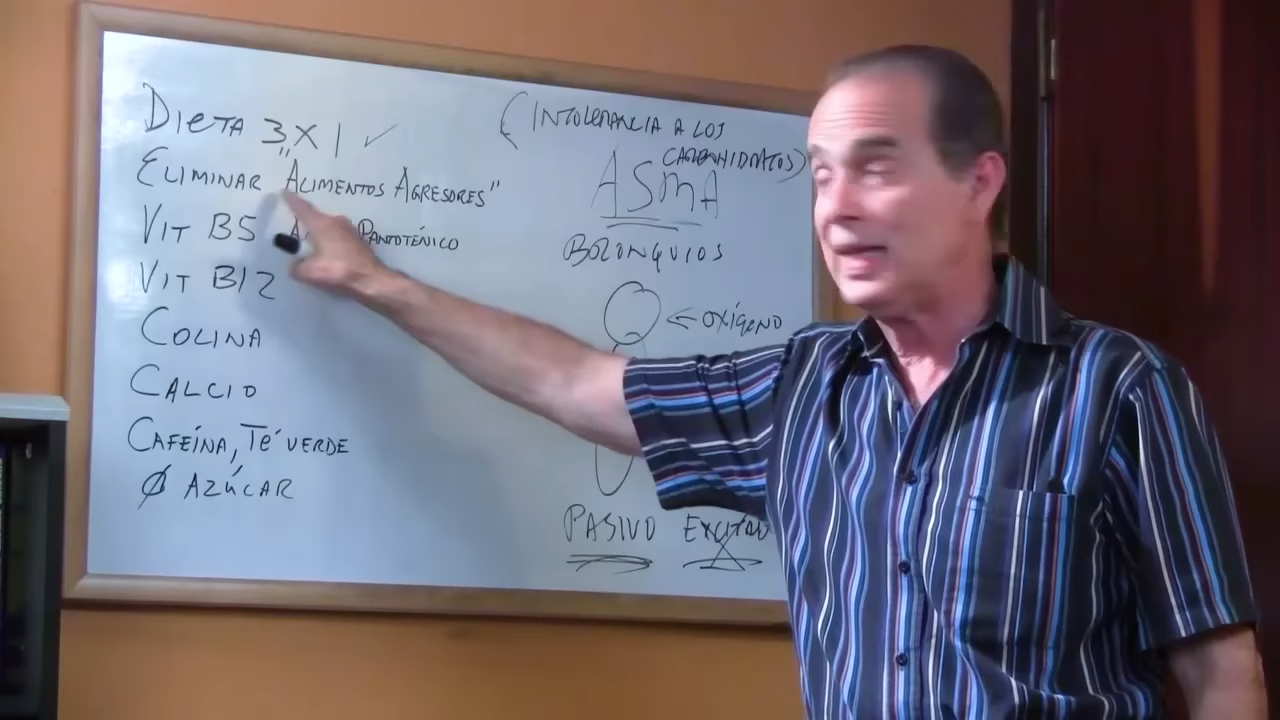 DIETA 3X1 ✓
ELIMINAR "ALIMENTOS AGRESORES"
VIT B5 PANTOTÉNICO
VIT B12
COLINA
CALCIO
CAFEÍNA, TÉ VERDE
Ø AZÚCAR
(INTOLERANCIA A LOS
CARBOHIDRATOS)
ASMA
BRONQUIOS
← OXÍGENO
PASIVO EXCITADO